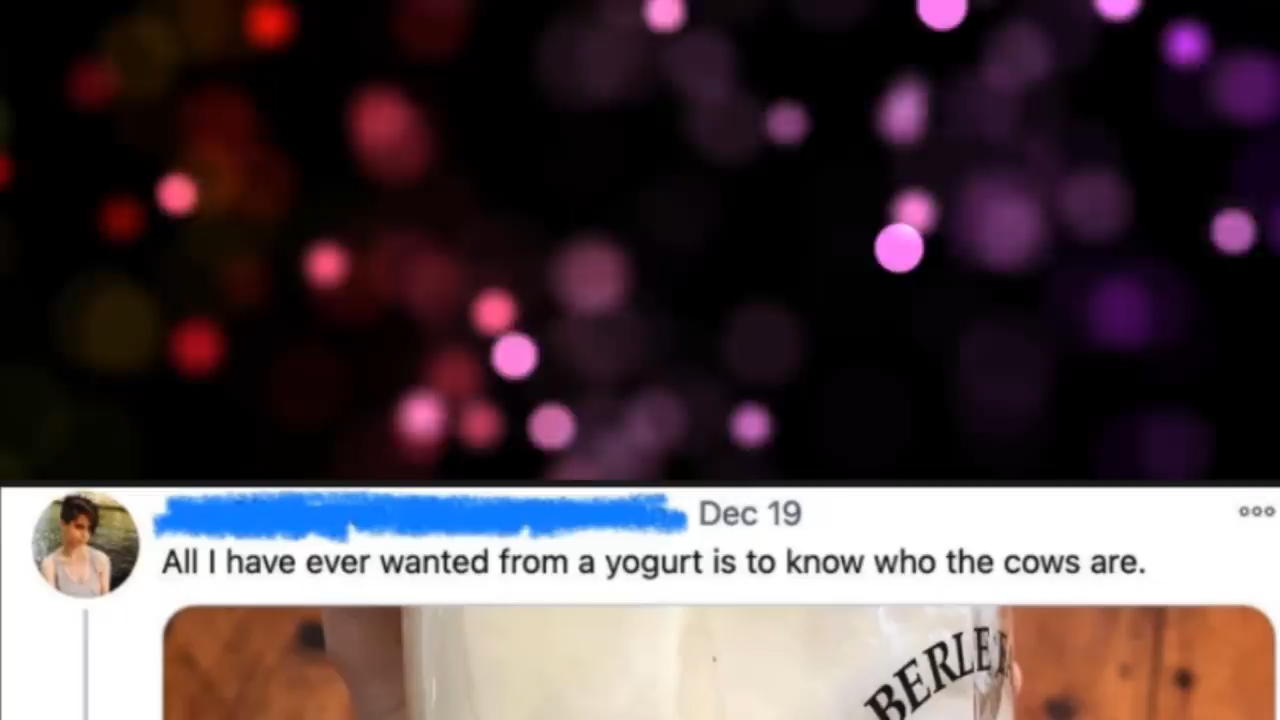 Dec 19
All I have ever wanted from a yogurt is to know who the cows are.